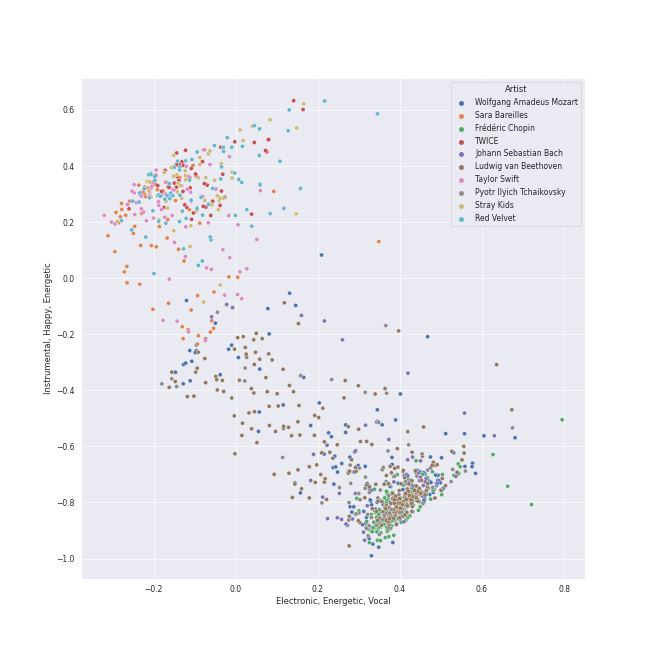 Artist
Wolfgang Amadeus Mozart
Sara Bareilles
Frédéric Chopin
TWICE
Johann Sebastian Bach
Ludwig van Beethoven
Taylor Swift
Pyotr Ilyich Tchaikovsky
Stray Kids
Red Velvet
0.6
0.4
0.2
0.0
−0.2
−0.4
−0.6
−0.8
−1.0
Instrumental, Happy, Energetic
−0.2 0.0 0.2 0.4 0.6 0.8
Electronic, Energetic, Vocal